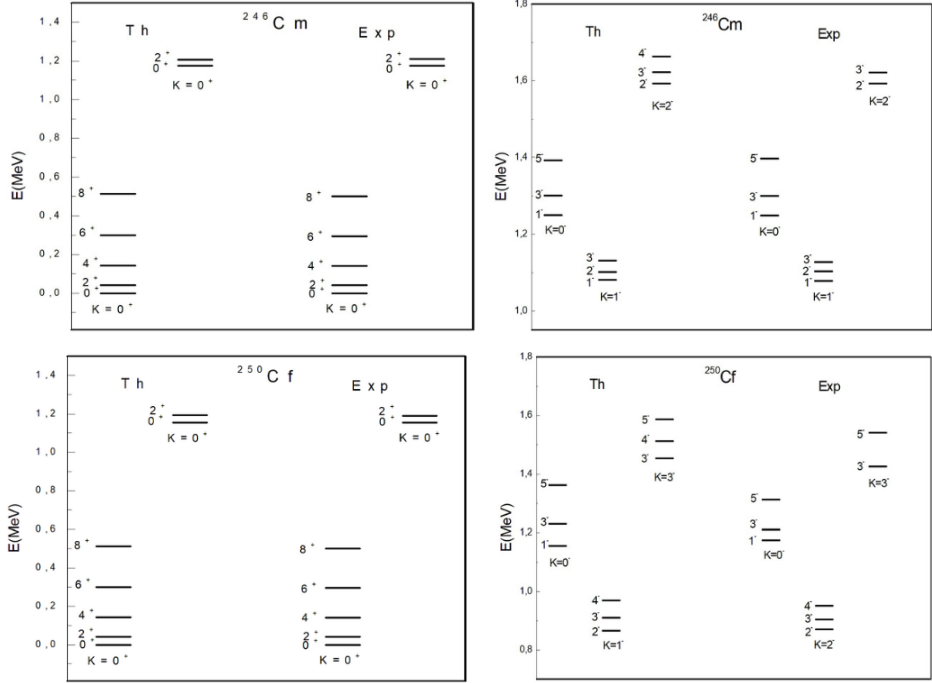 ²⁴⁶C m
T h
E x p
E(MeV)
1,4
1,2
1,0
0,8
0,6
0,4
0,2
0,0
2⁺
0⁺
K = 0⁺
2⁺
0⁺
K = 0⁺
8⁺
6⁺
4⁺
2⁺
0⁺
K = 0⁺
8⁺
6⁺
4⁺
2⁺
0⁺
K = 0⁺
²⁴⁶Cm
Th
Exp
E(MeV)
1,8
1,6
1,4
1,2
1,0
4⁻
3⁻
2⁻
K=2⁻
3⁻
2⁻
K=2⁻
5⁻
3⁻
1⁻
K=0⁻
5⁻
3⁻
1⁻
K=0⁻
3⁻
2⁻
1⁻
K=1⁻
3⁻
2⁻
1⁻
K=1⁻
²⁵⁰C f
T h
E x p
E(MeV)
1,4
1,2
1,0
0,8
0,6
0,4
0,2
0,0
2⁺
0⁺
K = 0⁺
2⁺
0⁺
K = 0⁺
8⁺
6⁺
4⁺
2⁺
0⁺
K = 0⁺
8⁺
6⁺
4⁺
2⁺
0⁺
K = 0⁺
²⁵⁰Cf
Th
Exp
E(MeV)
1,8
1,6
1,4
1,2
1,0
0,8
5⁻
4⁻
3⁻
K=3⁻
5⁻
3⁻
K=3⁻
5⁻
3⁻
1⁻
K=0⁻
5⁻
3⁻
1⁻
K=0⁻
4⁻
3⁻
2⁻
K=1⁻
4⁻
3⁻
2⁻
K=2⁻